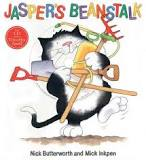 JASPER'S BEANSTALK
Nick Butterworth and Mick Inkpen